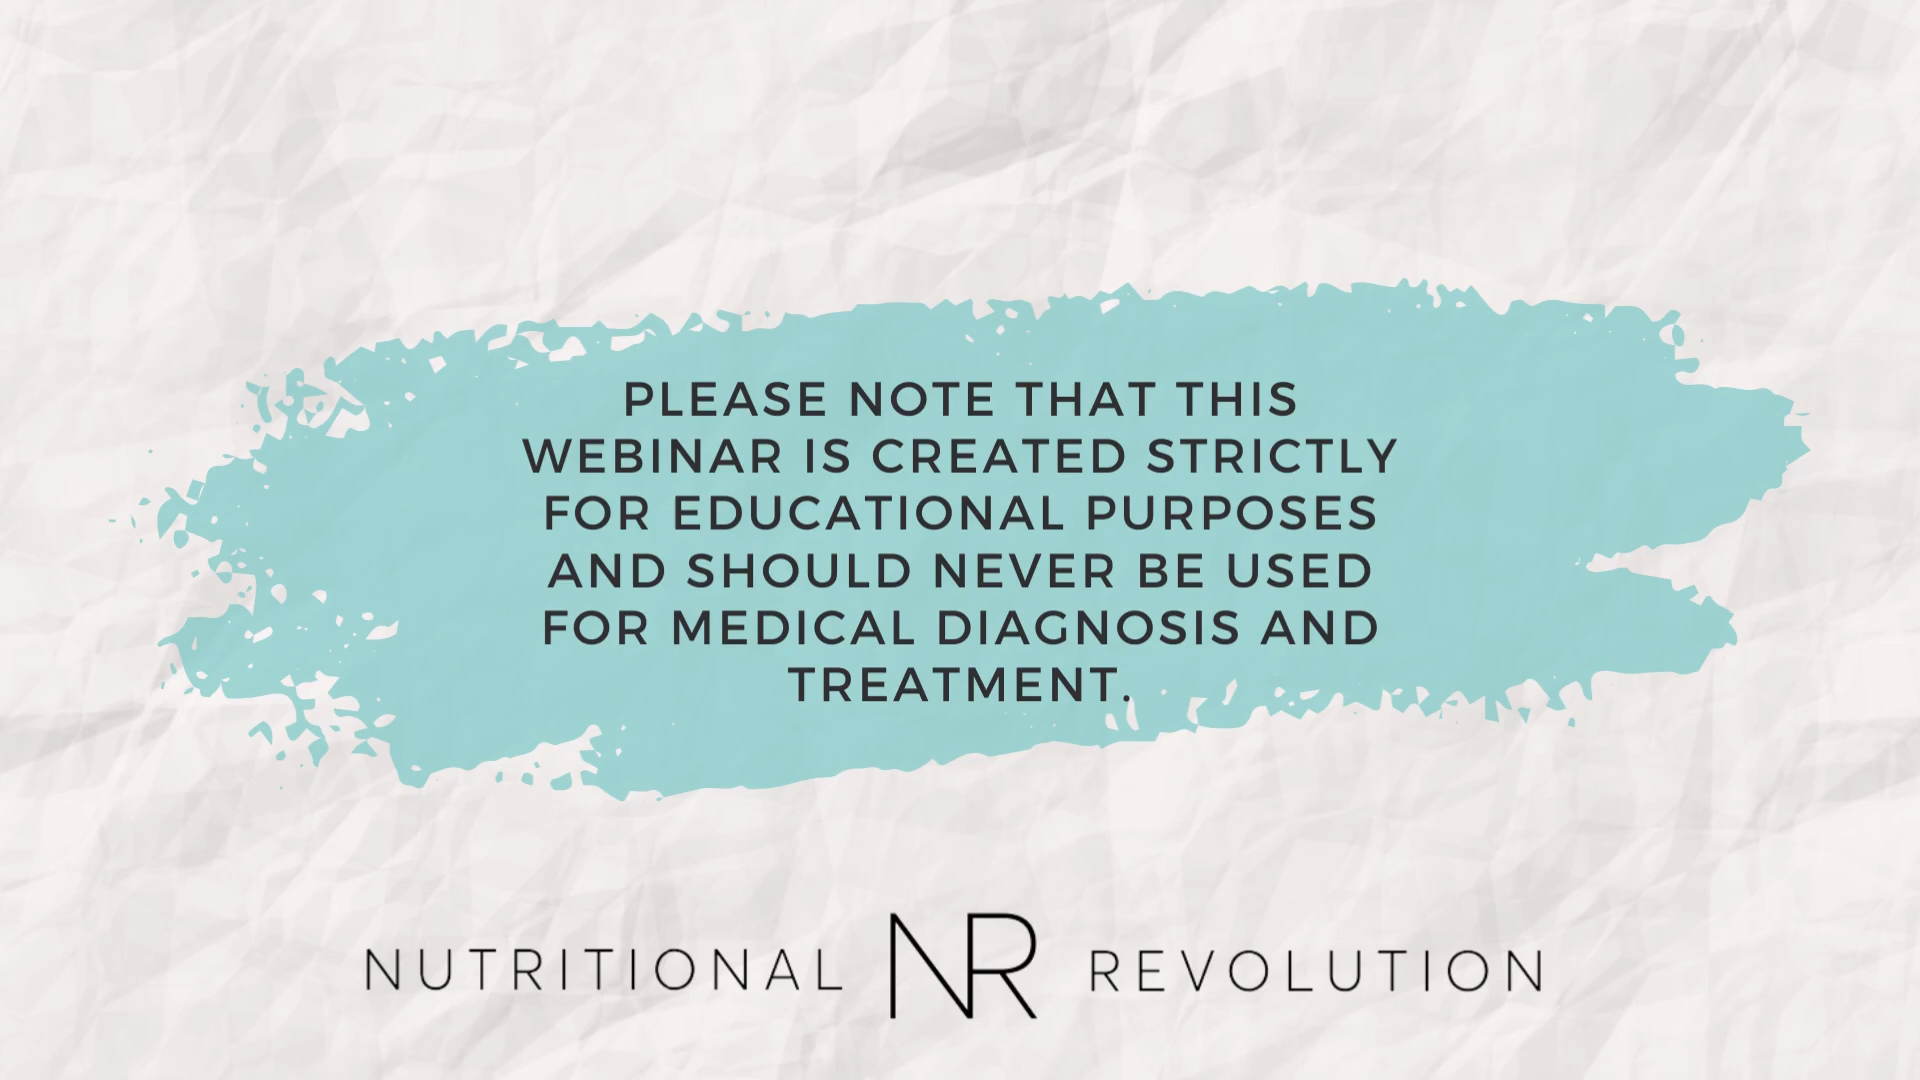 PLEASE NOTE THAT THIS
WEBINAR IS CREATED STRICTLY
FOR EDUCATIONAL PURPOSES
AND SHOULD NEVER BE USED
FOR MEDICAL DIAGNOSIS AND
TREATMENT.
NUTRITIONAL NR REVOLUTION